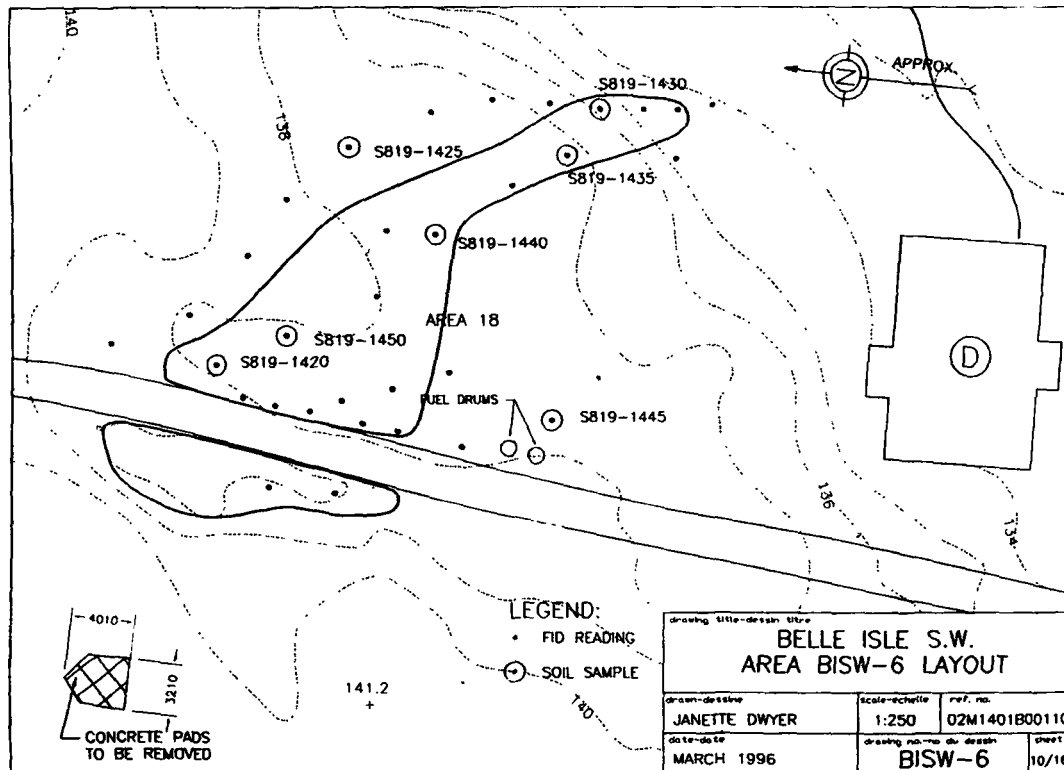 140
APPROX.
N
138
S819-1430
S819-1425
S819-1435
S819-1440
AREA 18
S819-1450
S819-1420
D
FUEL DRUMS
S819-1445
136
134
4010
3210
CONCRETE PADS
TO BE REMOVED
141.2
140
LEGEND:
FID READING
SOIL SAMPLE
drawing title-dessin titre
BELLE ISLE S.W.
AREA BISW-6 LAYOUT
drawn-dessine
JANETTE DWYER
scale-echelle
1:250
ref. no.
02M1401B00110
date-date
MARCH 1996
drawing no.-no du dessin
BISW-6
sheet